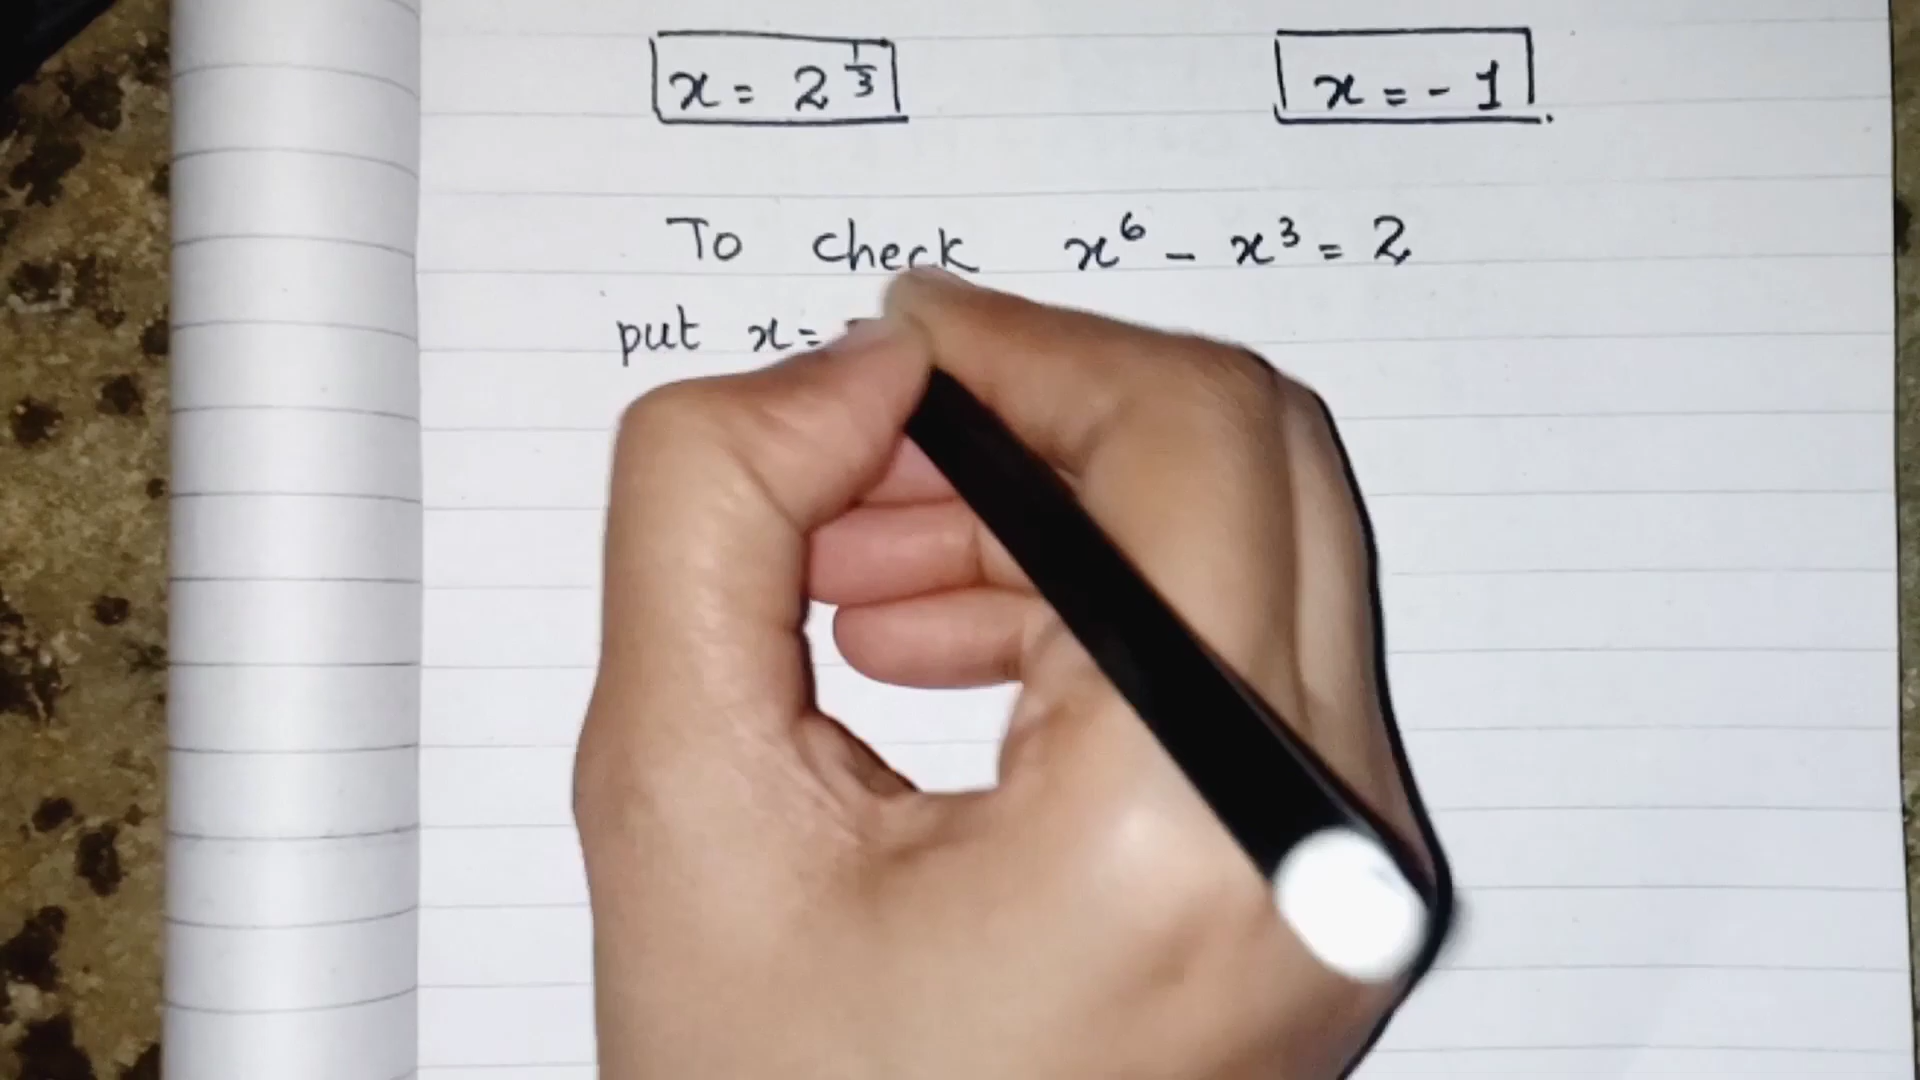 x = 2^{1/3} x = - 1
To check x⁶ - x³ = 2
put x =